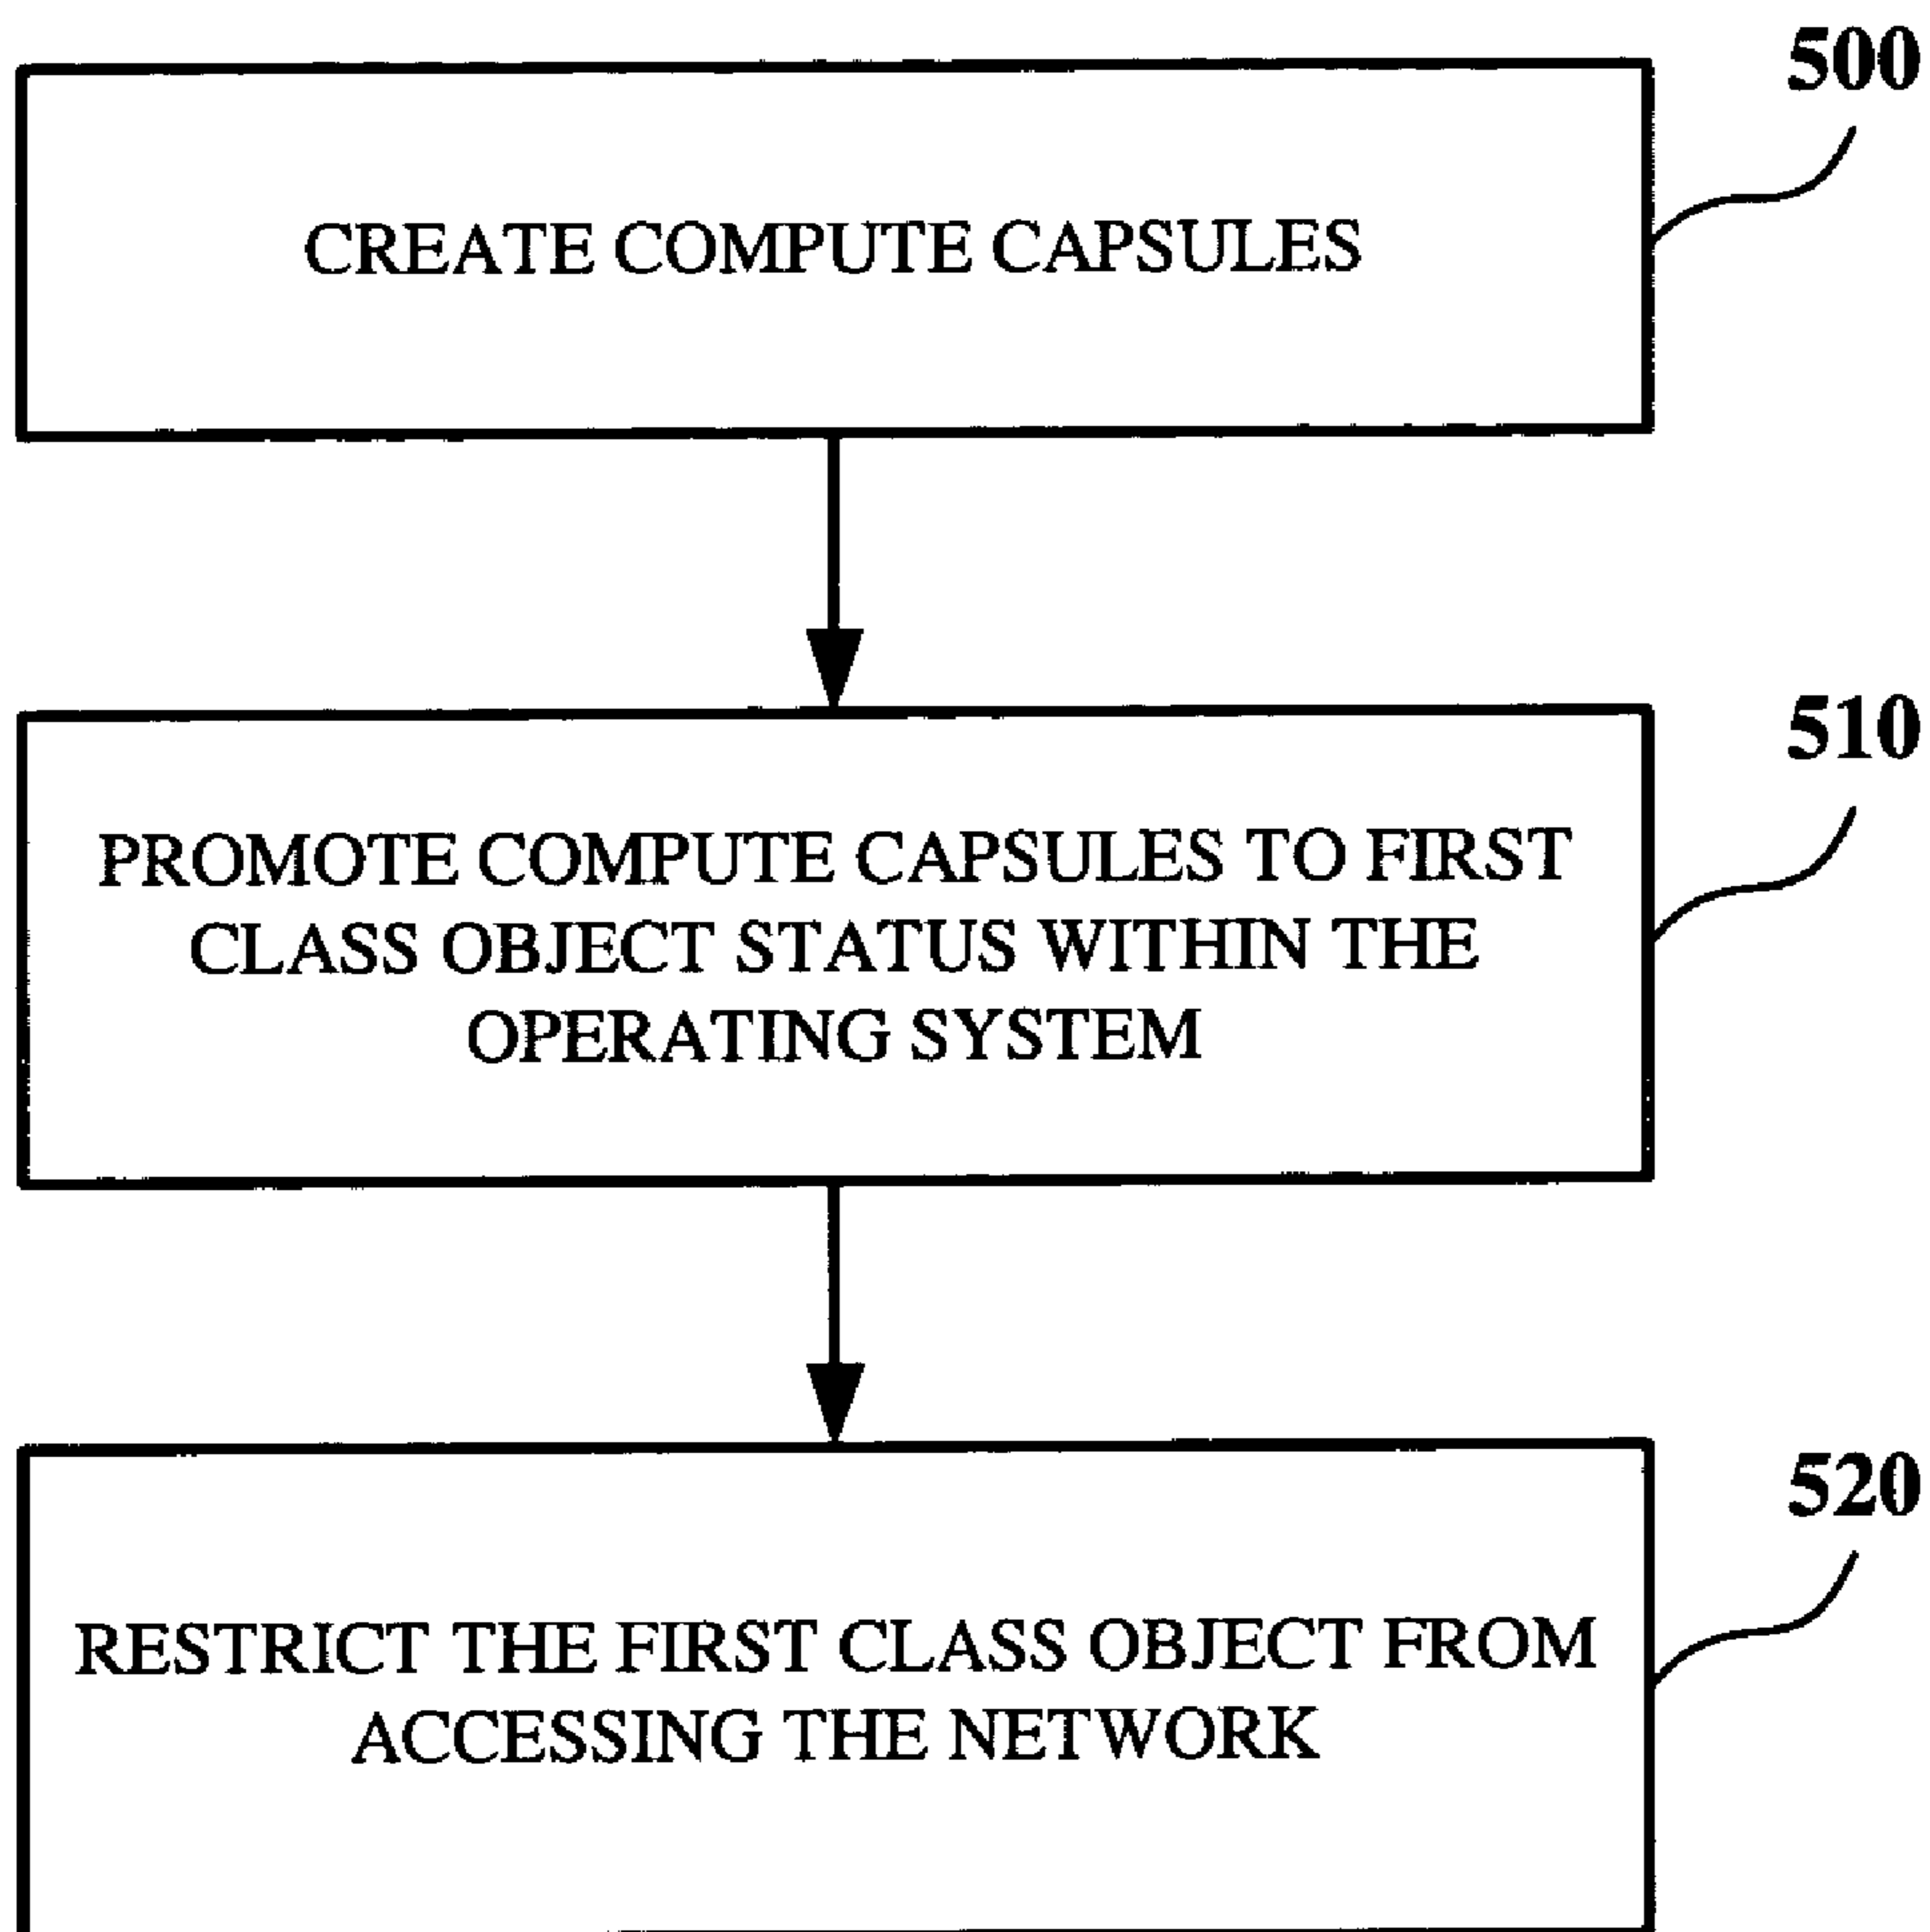 500
CREATE COMPUTE CAPSULES
510
PROMOTE COMPUTE CAPSULES TO FIRST
CLASS OBJECT STATUS WITHIN THE
OPERATING SYSTEM
520
RESTRICT THE FIRST CLASS OBJECT FROM
ACCESSING THE NETWORK